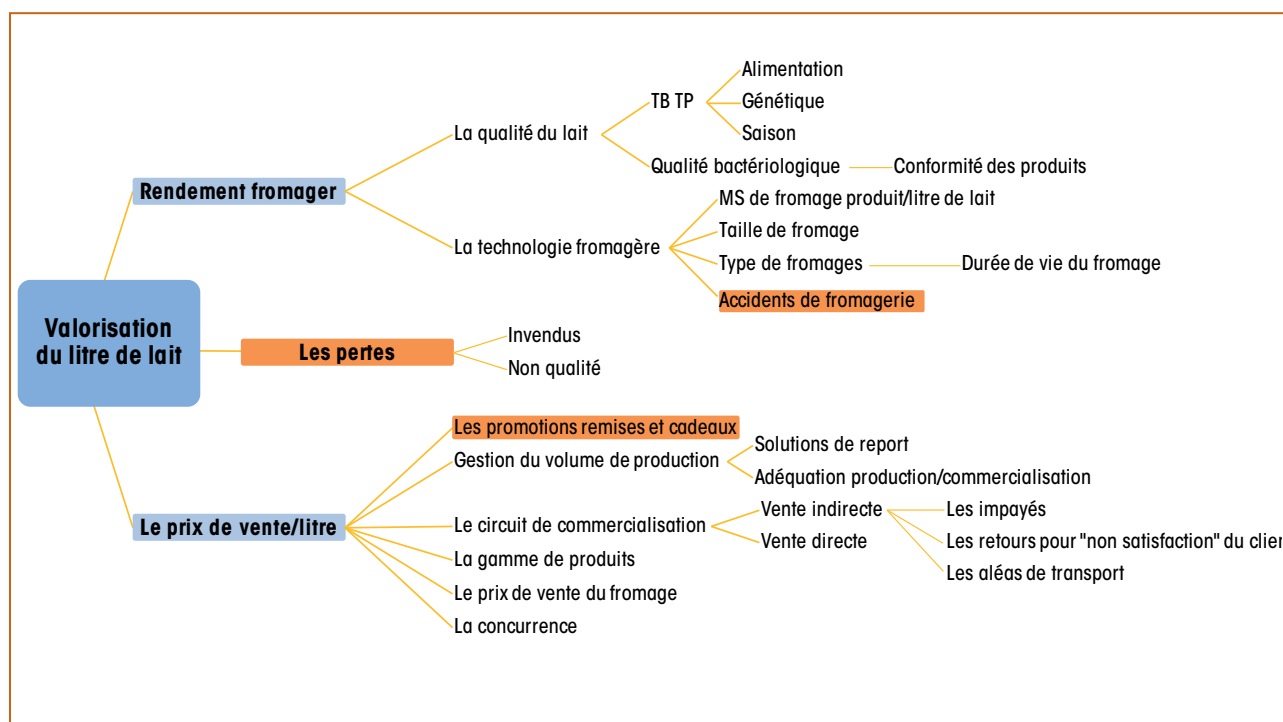 Alimentation
TB TP
Génétique
La qualité du lait
Saison
Qualité bactériologique
Conformité des produits
Rendement fromager
MS de fromage produit/litre de lait
Taille de fromage
La technologie fromagère
Type de fromages
Durée de vie du fromage
Accidents de fromagerie
Valorisation
du litre de lait
Les pertes
Invendus
Non qualité
Les promotions remises et cadeaux
Solutions de report
Gestion du volume de production
Adéquation production/commercialisation
Vente indirecte
Les impayés
Le prix de vente/litre
Le circuit de commercialisation
Vente directe
Les retours pour "non satisfaction" du clien
La gamme de produits
Les aléas de transport
Le prix de vente du fromage
La concurrence